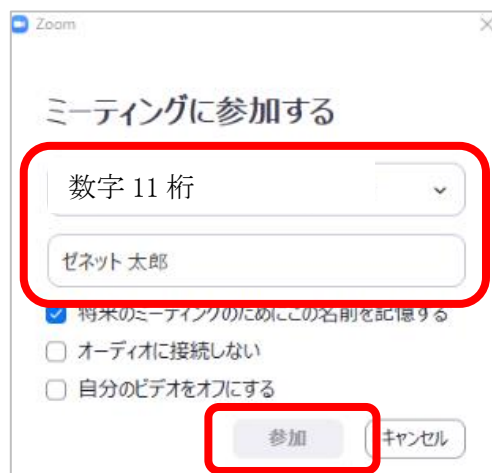 Zoom
ミーティングに参加する
数字 11 桁
ゼネット 太郎
将来のミーティングのためにこの名前を記憶する
オーディオに接続しない
自分のビデオをオフにする
参加 キャンセル